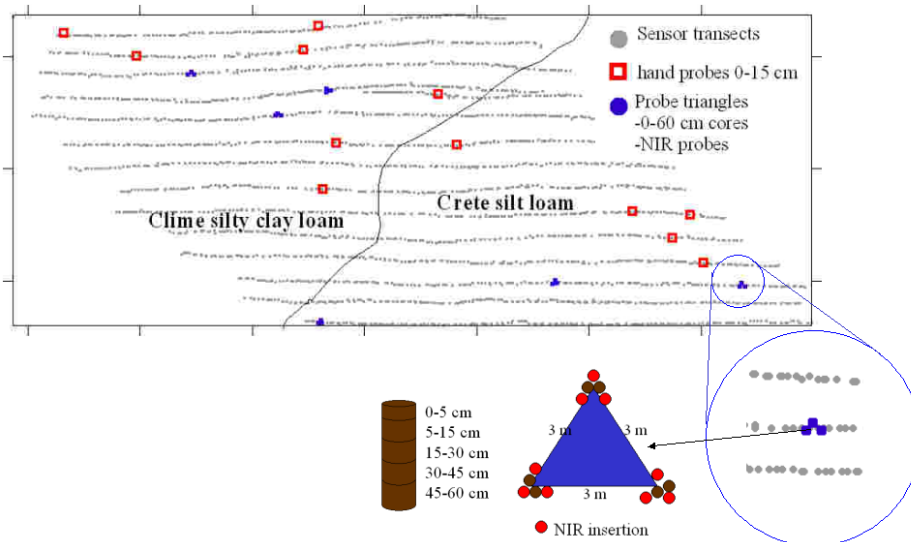 Sensor transects
hand probes 0-15 cm
Probe triangles
-0-60 cm cores
-NIR probes
Crete silt loam
Clime silty clay loam
0-5 cm
5-15 cm
15-30 cm
30-45 cm
45-60 cm
3 m
3 m
3 m
NIR insertion